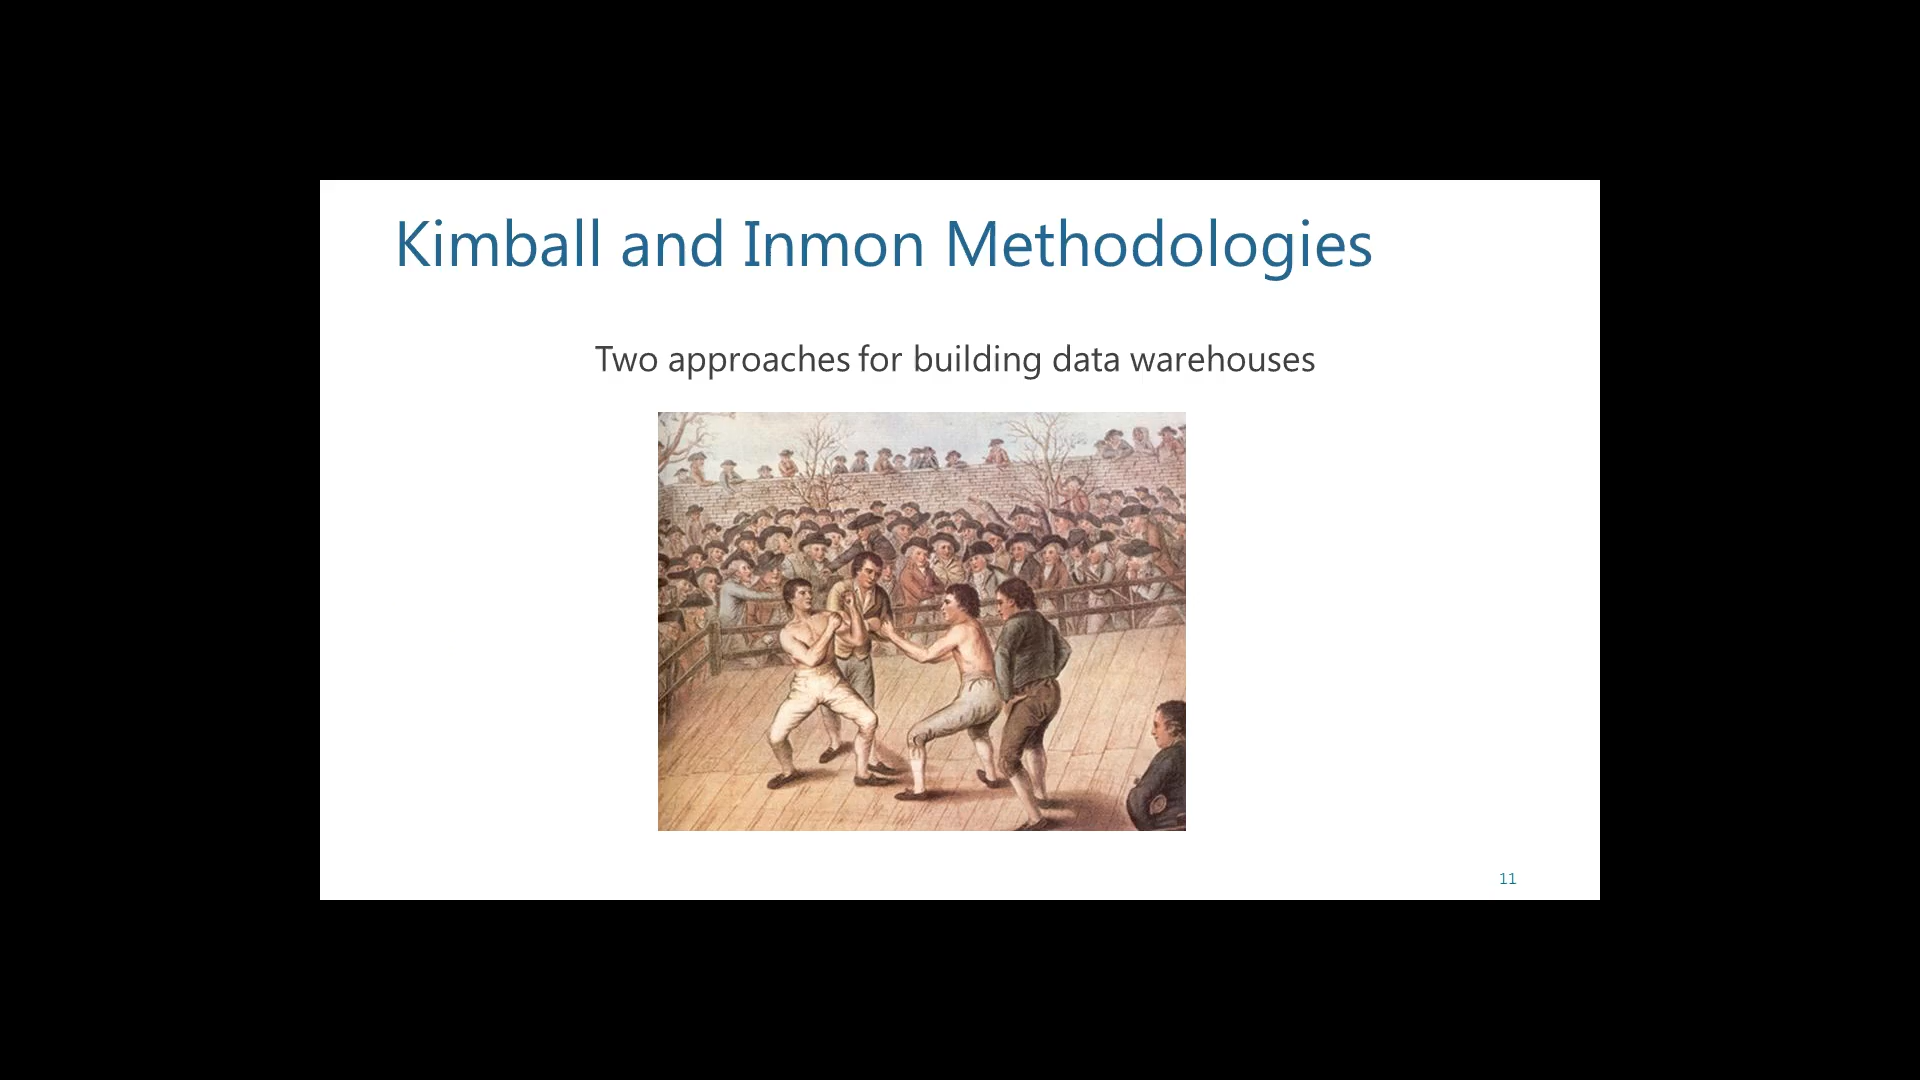 Kimball and Inmon Methodologies
Two approaches for building data warehouses
11